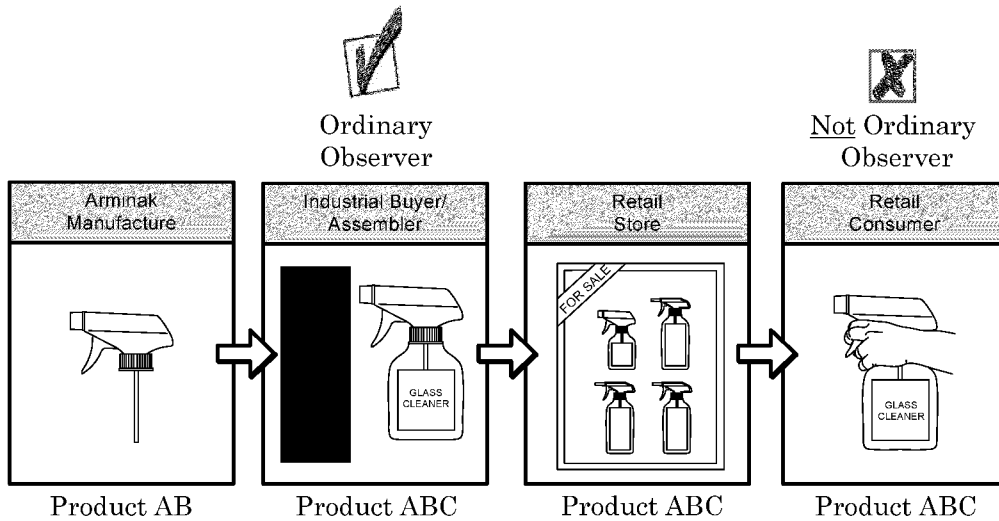 Ordinary
Observer
Not Ordinary
Observer
Arminak
Manufacture
Industrial Buyer/
Assembler
Retail
Store
Retail
Consumer
FOR SALE
GLASS
CLEANER
GLASS
CLEANER
Product AB
Product ABC
Product ABC
Product ABC